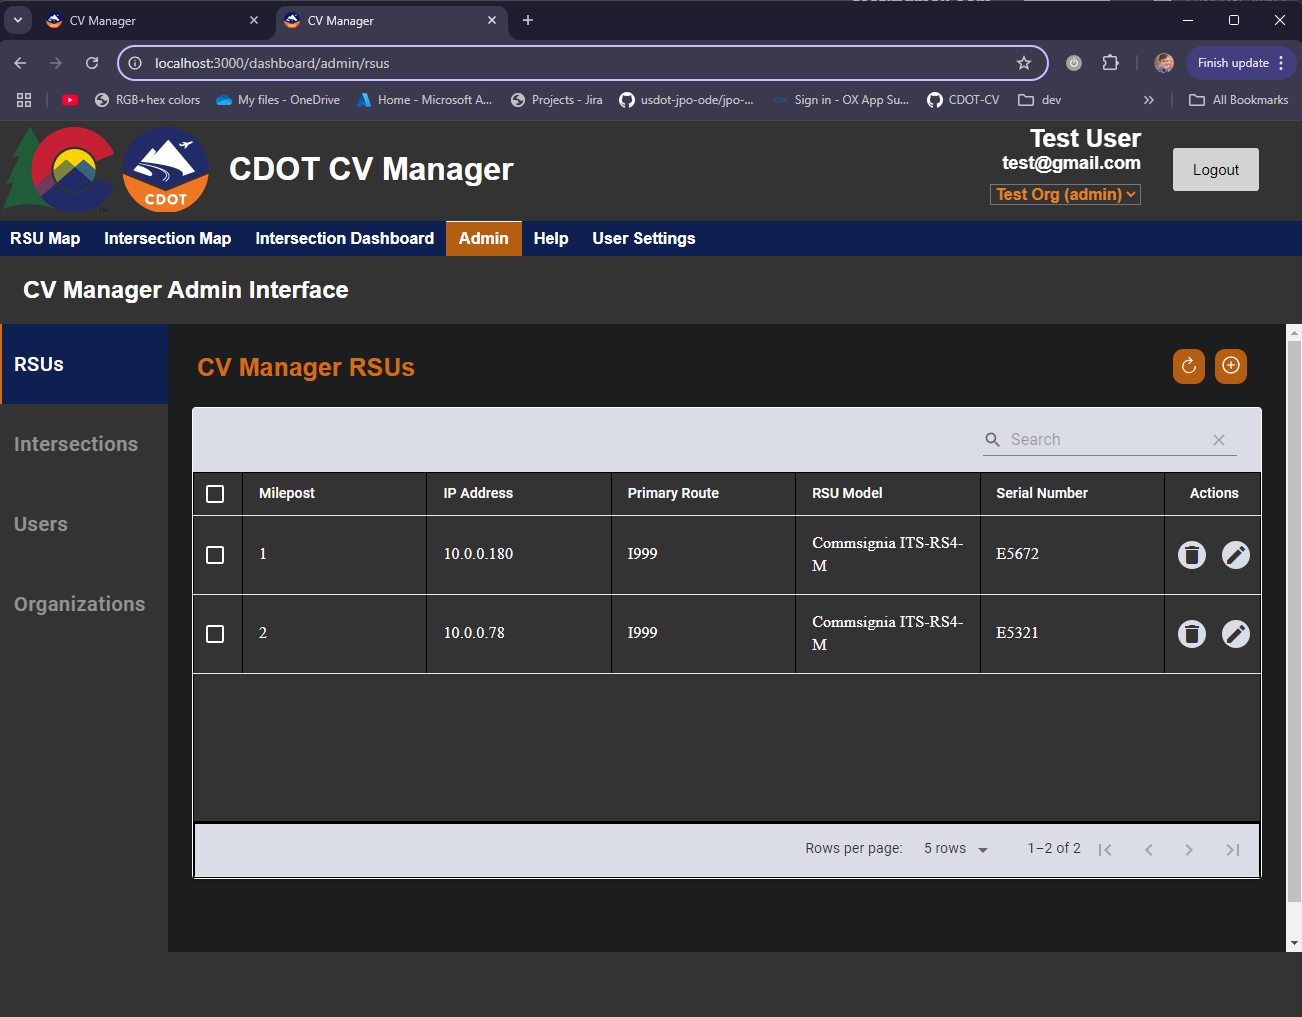 CV Manager
CV Manager
localhost:3000/dashboard/admin/rsus
Finish update
RGB+hex colors
My files - OneDrive
Home - Microsoft A...
Projects - Jira
usdot-jpo-ode/jpo-...
Sign in - OX App Su...
CDOT-CV
dev
All Bookmarks
CDOT
TM
CDOT CV Manager
Test User
test@gmail.com
Test Org (admin)
Logout
RSU Map Intersection Map Intersection Dashboard Admin Help User Settings
CV Manager Admin Interface
RSUs
Intersections
Users
Organizations
CV Manager RSUs
Search
Milepost IP Address Primary Route RSU Model Serial Number Actions
1 10.0.0.180 I999 Commsignia ITS-RS4-
M E5672
2 10.0.0.78 I999 Commsignia ITS-RS4-
M E5321
Rows per page: 5 rows 1–2 of 2